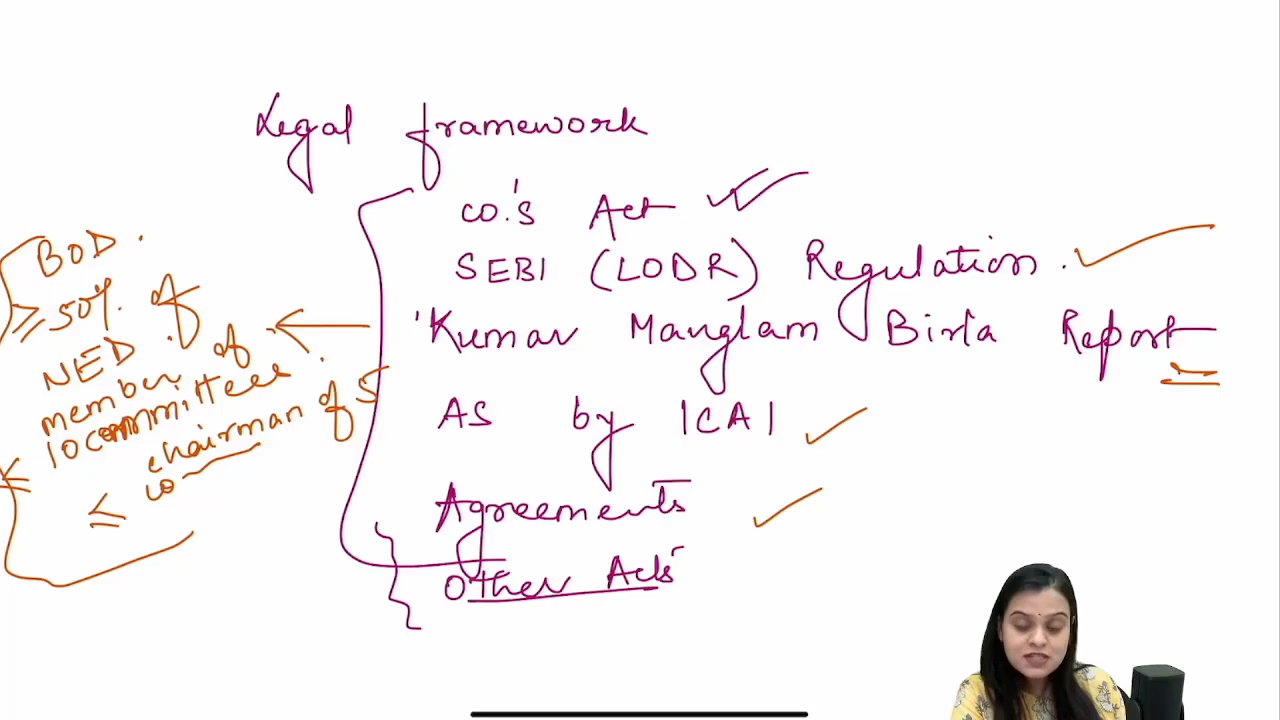 Legal framework
co.'s Act
SEBI (LODR) Regulation.
'Kumar Manglam Birla Report
AS by ICAI
Agreements
Other Acts
BOD.
≥ 50% of
NED.
member of
≤ 10 committees.
chairman of 5
≤ co